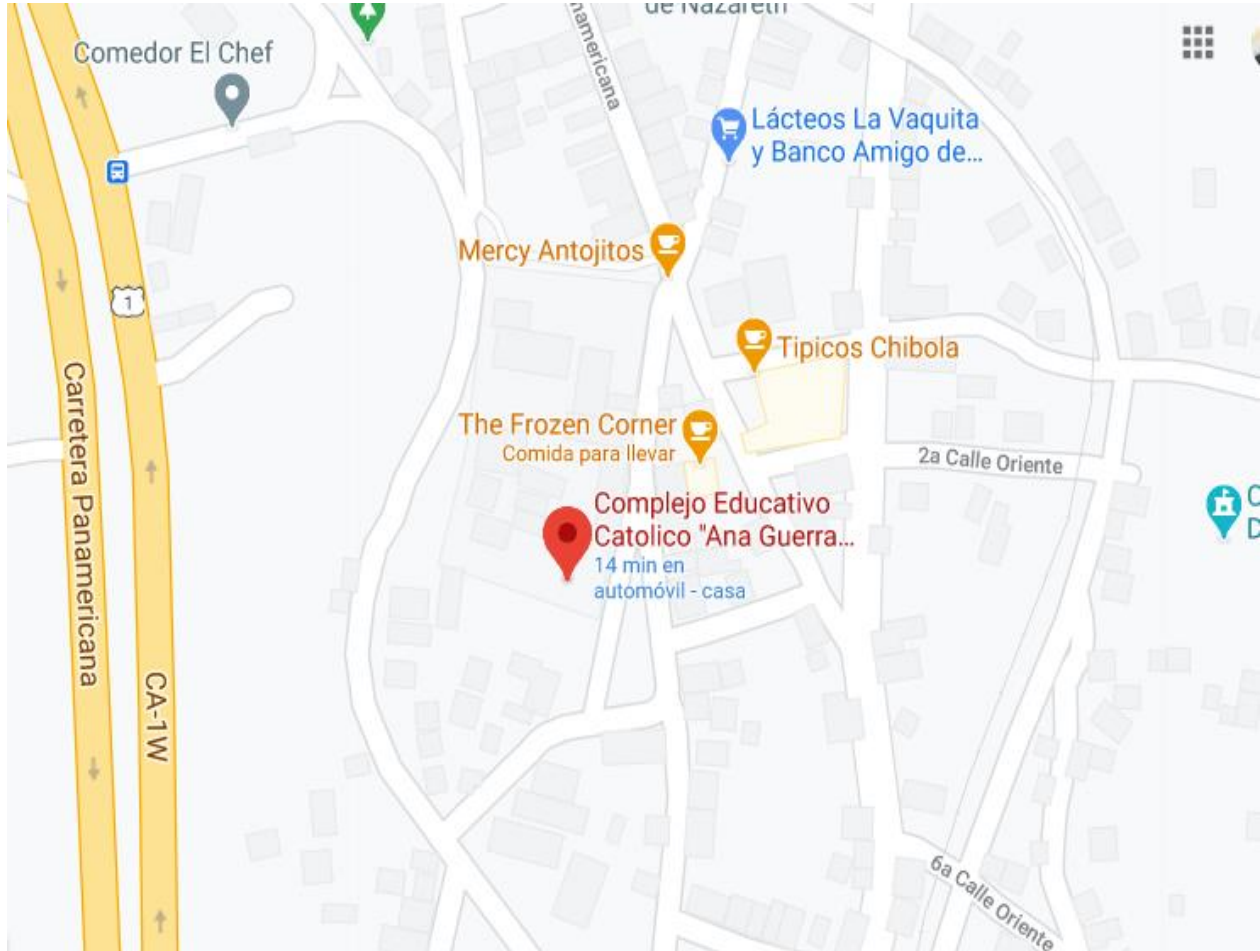 de Nazareth
Comedor El Chef
namericana
Lácteos La Vaquita
y Banco Amigo de...
Mercy Antojitos
1
Tipicos Chibola
Carretera Panamericana
The Frozen Corner
Comida para llevar
2a Calle Oriente
Complejo Educativo
Catolico "Ana Guerra...
14 min en
automóvil - casa
C
D
CA-1W
6a Calle Oriente